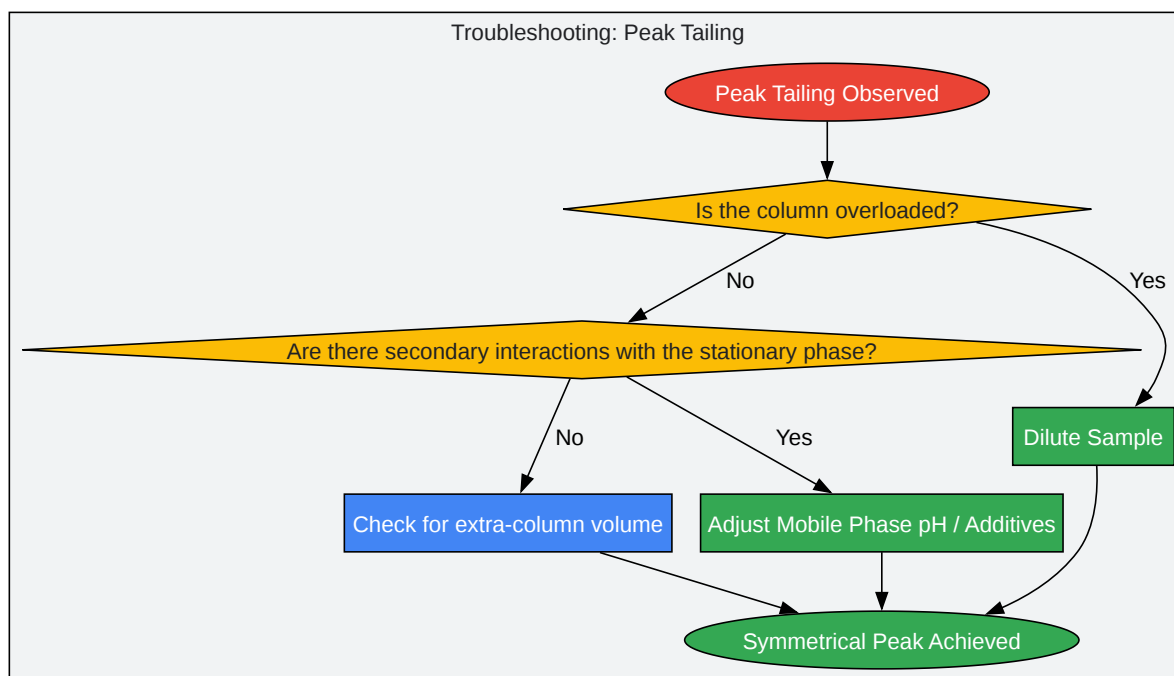 Troubleshooting: Peak Tailing
Peak Tailing Observed
Is the column overloaded?
No
Yes
Are there secondary interactions with the stationary phase?
No
Yes
Dilute Sample
Check for extra-column volume
Adjust Mobile Phase pH / Additives
Symmetrical Peak Achieved